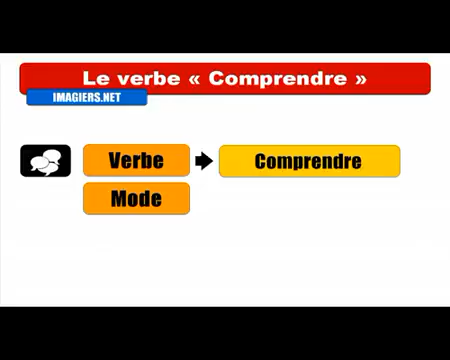 Le verbe « Comprendre »
IMAGIERS.NET
Verbe
Comprendre
Mode